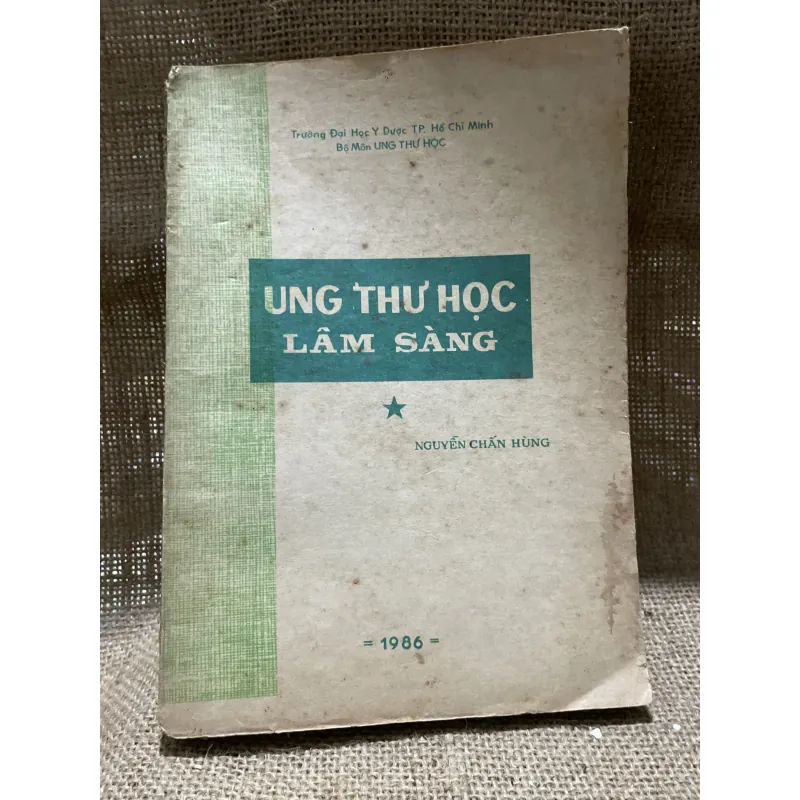 Trường Đại Học Y Dược TP. Hồ Chí Minh
Bộ Môn UNG THƯ HỌC
UNG THƯ HỌC
LÂM SÀNG
NGUYỄN CHẤN HÙNG
= 1986 =